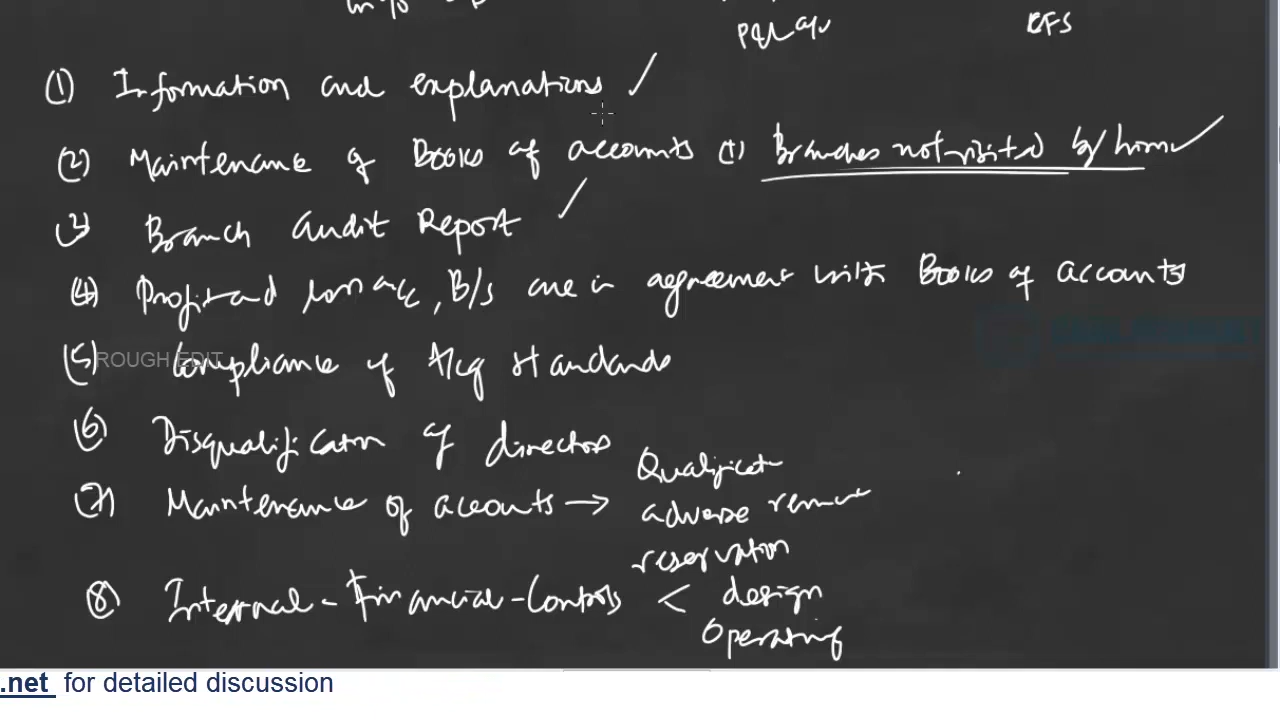 P&L a/c
CFS
(1) Information and explanations ✓
(2) Maintenance of Books of accounts (+) Branches not visited by him ✓
(3) Branch Audit Report ✓
(4) Profit and loss a/c, B/s are in agreement with Books of accounts
(5) Compliance of A/cg standards
ROUGH EDIT
(6) Disqualification of director
(7) Maintenance of accounts → Qualificat
adverse remark
reservation
(8) Internal - Financial - Controls < design
Operating
.net for detailed discussion